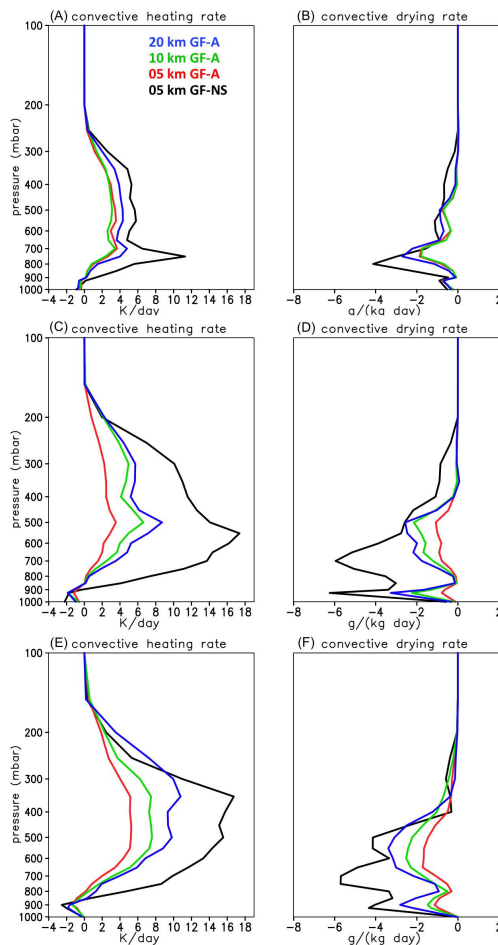 (A) convective heating rate
(B) convective drying rate
20 km GF-A
10 km GF-A
05 km GF-A
05 km GF-NS
pressure (mbar)
100
200
300
400
500
600
700
800
900
1000
-4 -2 0 2 4 6 8 10 12 14 16 18
K/day
-8 -6 -4 -2 0 2
g/(kg day)
(C) convective heating rate
(D) convective drying rate
pressure (mbar)
100
200
300
400
500
600
700
800
900
1000
-4 -2 0 2 4 6 8 10 12 14 16 18
K/day
-8 -6 -4 -2 0 2
g/(kg day)
(E) convective heating rate
(F) convective drying rate
pressure (mbar)
100
200
300
400
500
600
700
800
900
1000
-4 -2 0 2 4 6 8 10 12 14 16 18
K/day
-8 -6 -4 -2 0 2
g/(kg day)